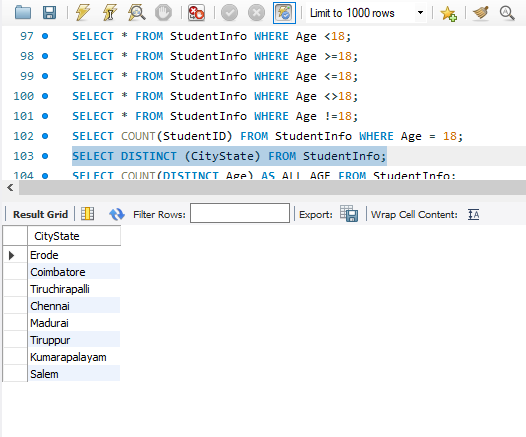 Limit to 1000 rows
97 SELECT * FROM StudentInfo WHERE Age <18;
98 SELECT * FROM StudentInfo WHERE Age >=18;
99 SELECT * FROM StudentInfo WHERE Age <=18;
100 SELECT * FROM StudentInfo WHERE Age <>18;
101 SELECT * FROM StudentInfo WHERE Age !=18;
102 SELECT COUNT(StudentID) FROM StudentInfo WHERE Age = 18;
103 SELECT DISTINCT (CityState) FROM StudentInfo;
104 SELECT COUNT(DISTINCT Age) AS ALL_AGE FROM StudentInfo;
Result Grid Filter Rows: Export: Wrap Cell Content: IA
CityState
Erode
Coimbatore
Tiruchirapalli
Chennai
Madurai
Tiruppur
Kumarapalayam
Salem